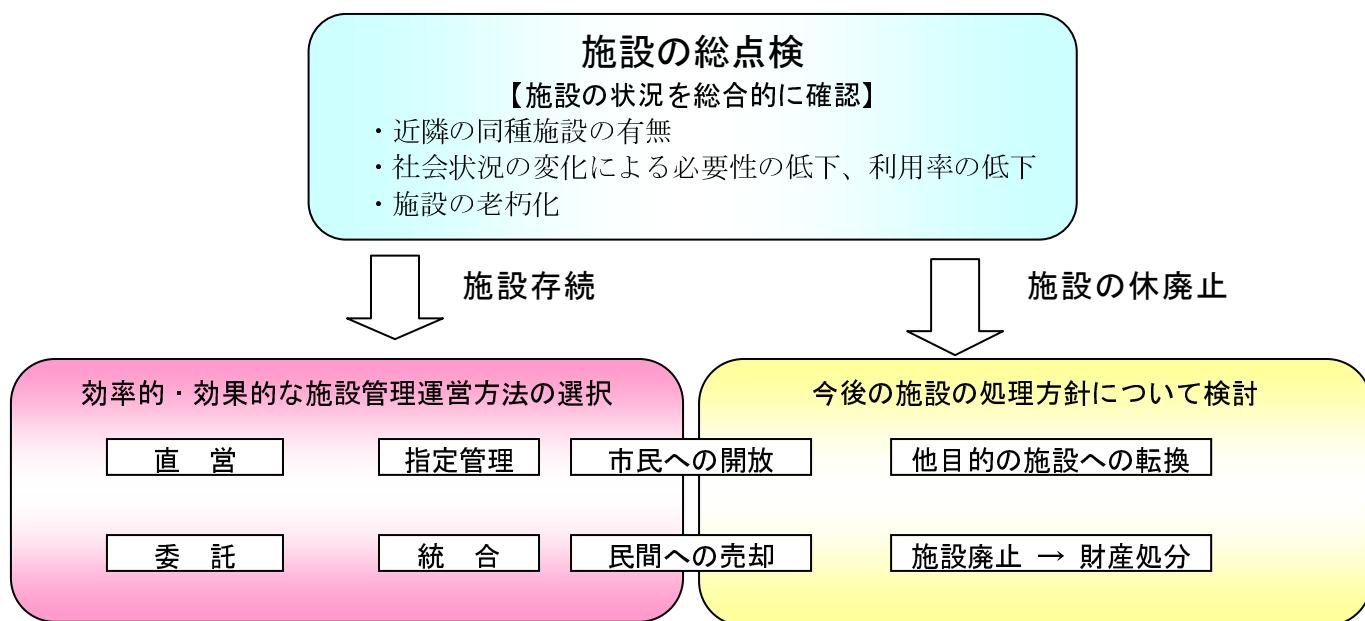 施設の総点検
【施設の状況を総合的に確認】
・近隣の同種施設の有無
・社会状況の変化による必要性の低下、利用率の低下
・施設の老朽化
施設存続
施設の休廃止
効率的・効果的な施設管理運営方法の選択
直　営
指定管理
市民への開放
委　託
統　合
民間への売却
今後の施設の処理方針について検討
他目的の施設への転換
施設廃止 → 財産処分